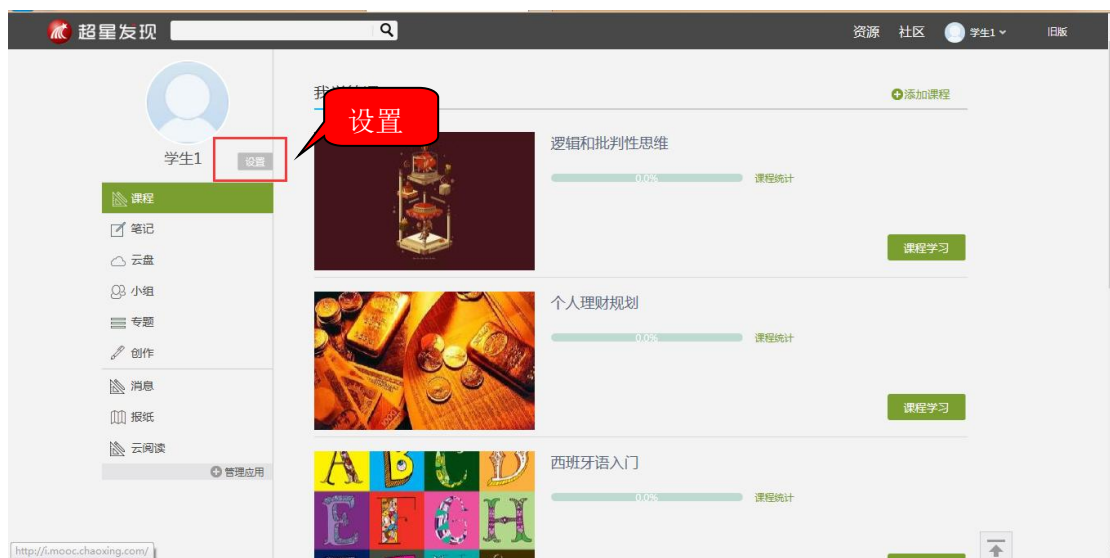 超星发现
资源 社区 学生1 旧版
学生1 设置
课程
笔记
云盘
小组
专题
创作
消息
报纸
云阅读
管理应用
添加课程
设置
逻辑和批判性思维
0.0% 课程统计
课程学习
个人理财规划
0.0% 课程统计
课程学习
A B C D
E F G H
西班牙语入门
0.0% 课程统计
http://i.mooc.chaoxing.com/